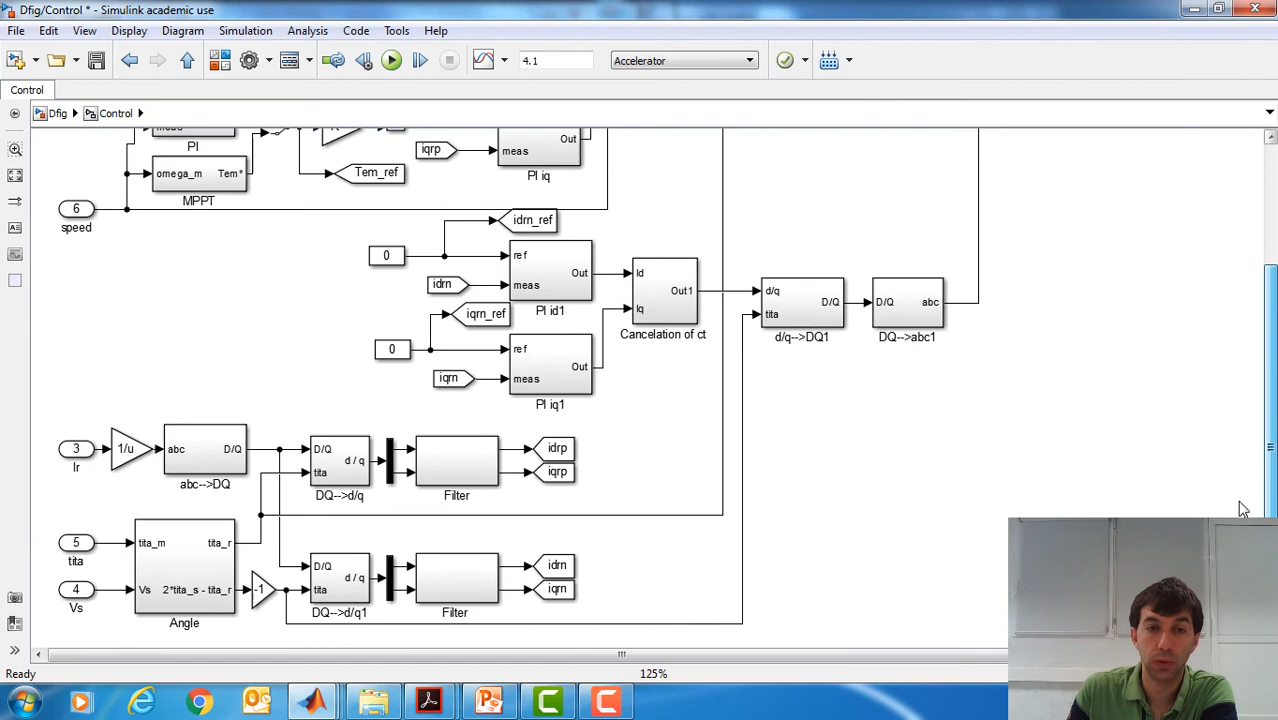 Dfig/Control * - Simulink academic use
File Edit View Display Diagram Simulation Analysis Code Tools Help
4.1 Accelerator
Control
Dfig Control
PI
omega_m Tem*
MPPT
Tem_ref
iqrp
Out
meas
PI iq
6
speed
idrn_ref
0
ref
Out
idrn
meas
PI id1
iqrn_ref
0
ref
Out
iqrn
meas
PI iq1
Id
Out1
Iq
Cancelation of ct
d/q
D/Q
tita
d/q-->DQ1
D/Q abc
DQ-->abc1
3
Ir
1/u
abc D/Q
abc-->DQ
D/Q
d / q
tita
DQ-->d/q
Filter
idrp
iqrp
5
tita
4
Vs
tita_m tita_r
Vs 2*tita_s - tita_r
Angle
-1
D/Q
d / q
tita
DQ-->d/q1
Filter
idrn
iqrn
Ready 125%